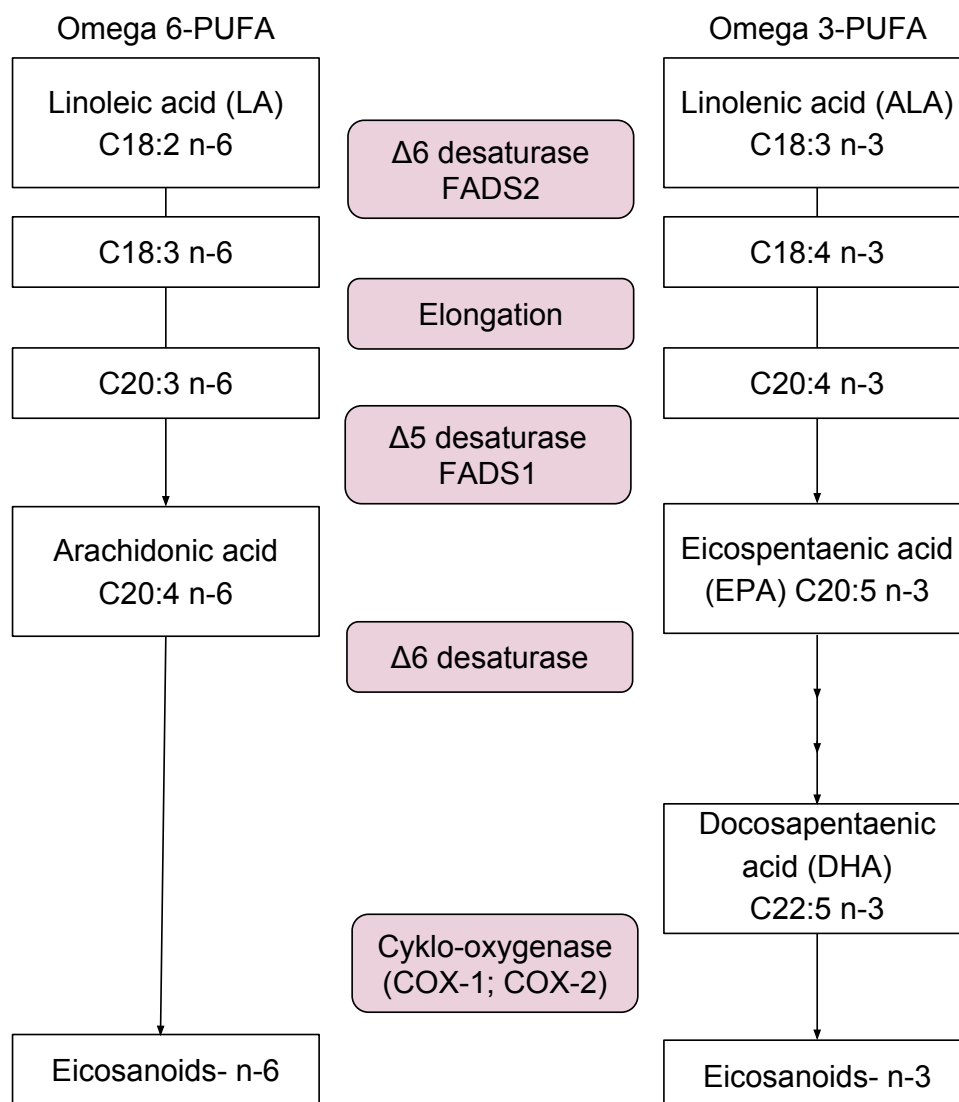 Omega 6-PUFA
Omega 3-PUFA
Linoleic acid (LA)
C18:2 n-6
Δ6 desaturase
FADS2
Linolenic acid (ALA)
C18:3 n-3
C18:3 n-6
C18:4 n-3
Elongation
C20:3 n-6
C20:4 n-3
Δ5 desaturase
FADS1
Arachidonic acid
C20:4 n-6
Eicospentaenic acid
(EPA) C20:5 n-3
Δ6 desaturase
Docosapentaenic
acid (DHA)
C22:5 n-3
Cyklo-oxygenase
(COX-1; COX-2)
Eicosanoids- n-6
Eicosanoids- n-3